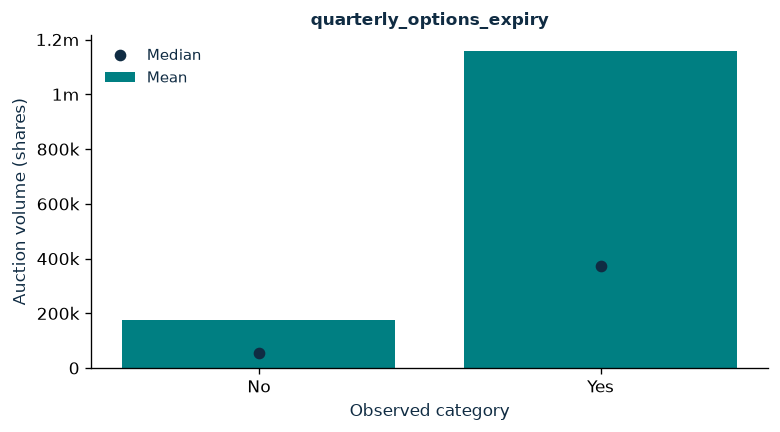 quarterly_options_expiry
Median
Mean
Auction volume (shares)
1.2m
1m
800k
600k
400k
200k
0
No
Yes
Observed category